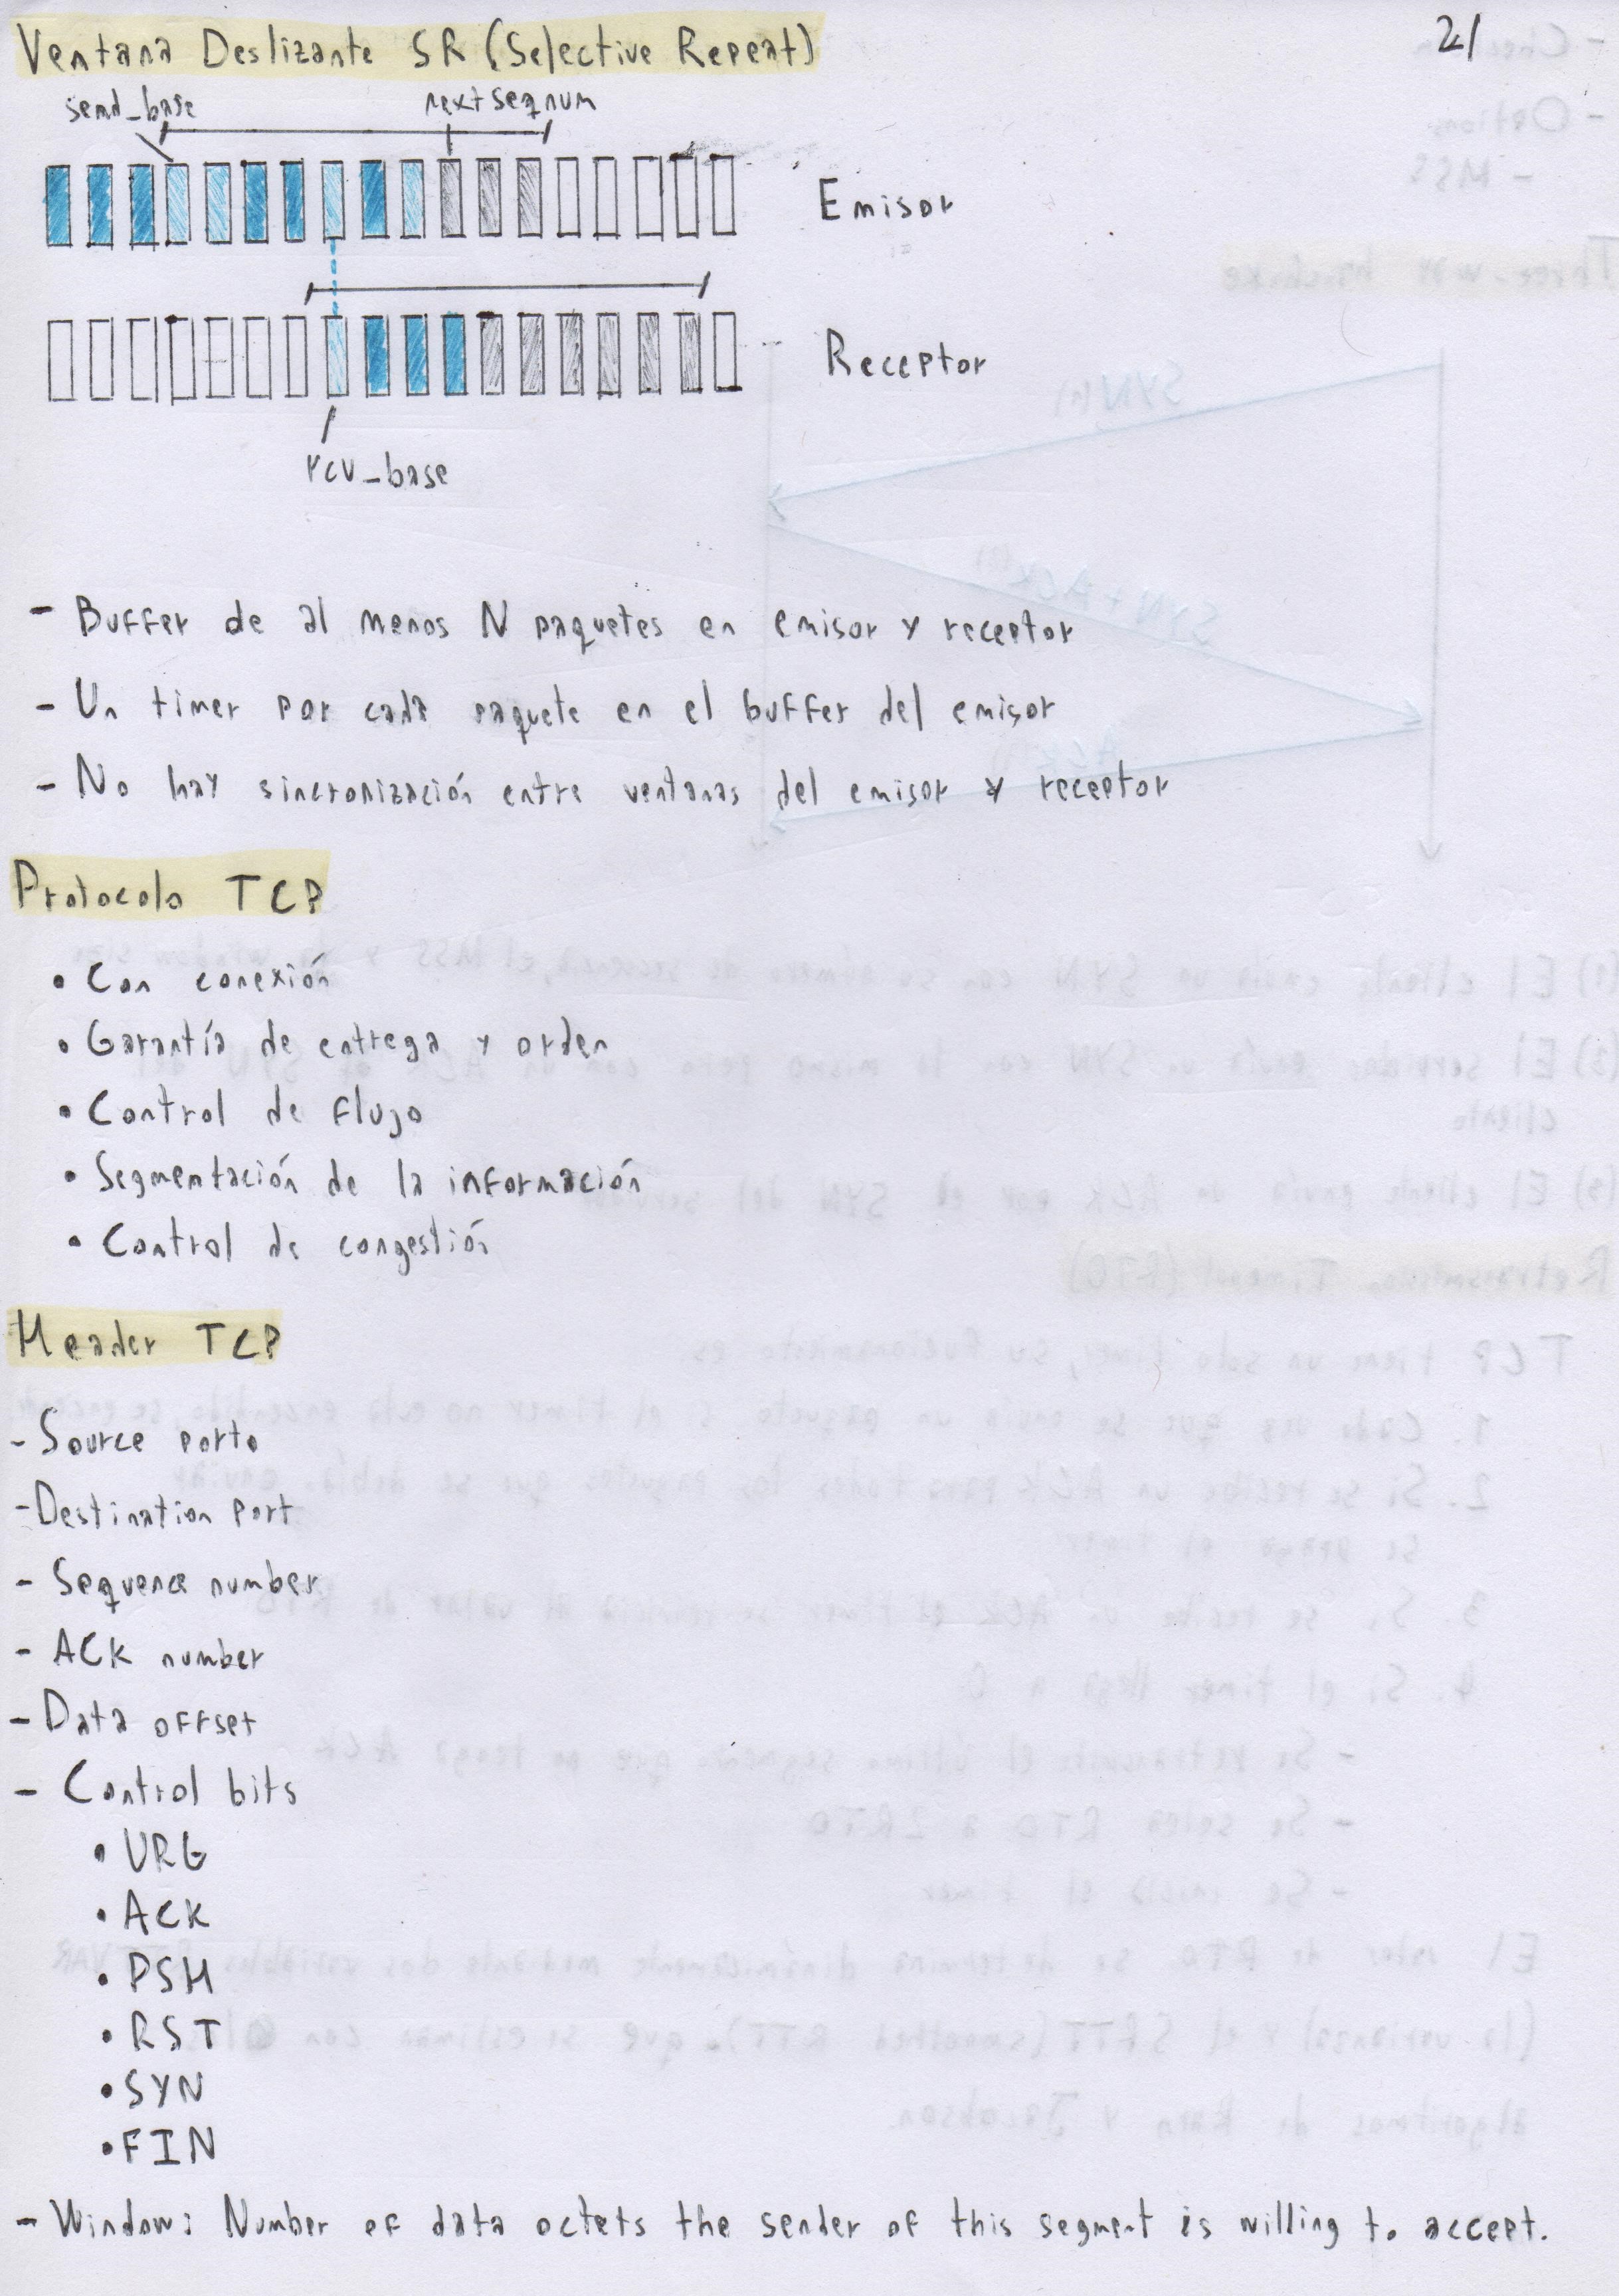 Ventana Deslizante SR (Selective Repeat)
21
send_base
nextseqnum
Emisor
Receptor
rcv_base
- Buffer de al menos N paquetes en emisor y receptor
- Un timer por cada paquete en el buffer del emisor
- No hay sincronización entre ventanas del emisor y receptor
Protocolo TCP
• Con conexión
• Garantía de entrega y orden
• Control de flujo
• Segmentación de la información
• Control de congestión
Header TCP
- Source porto
- Destination port
- Sequence number
- ACK number
- Data offset
- Control bits
• URG
• ACK
• PSH
• RST
• SYN
• FIN
- Window: Number of data octets the sender of this segment is willing to accept.